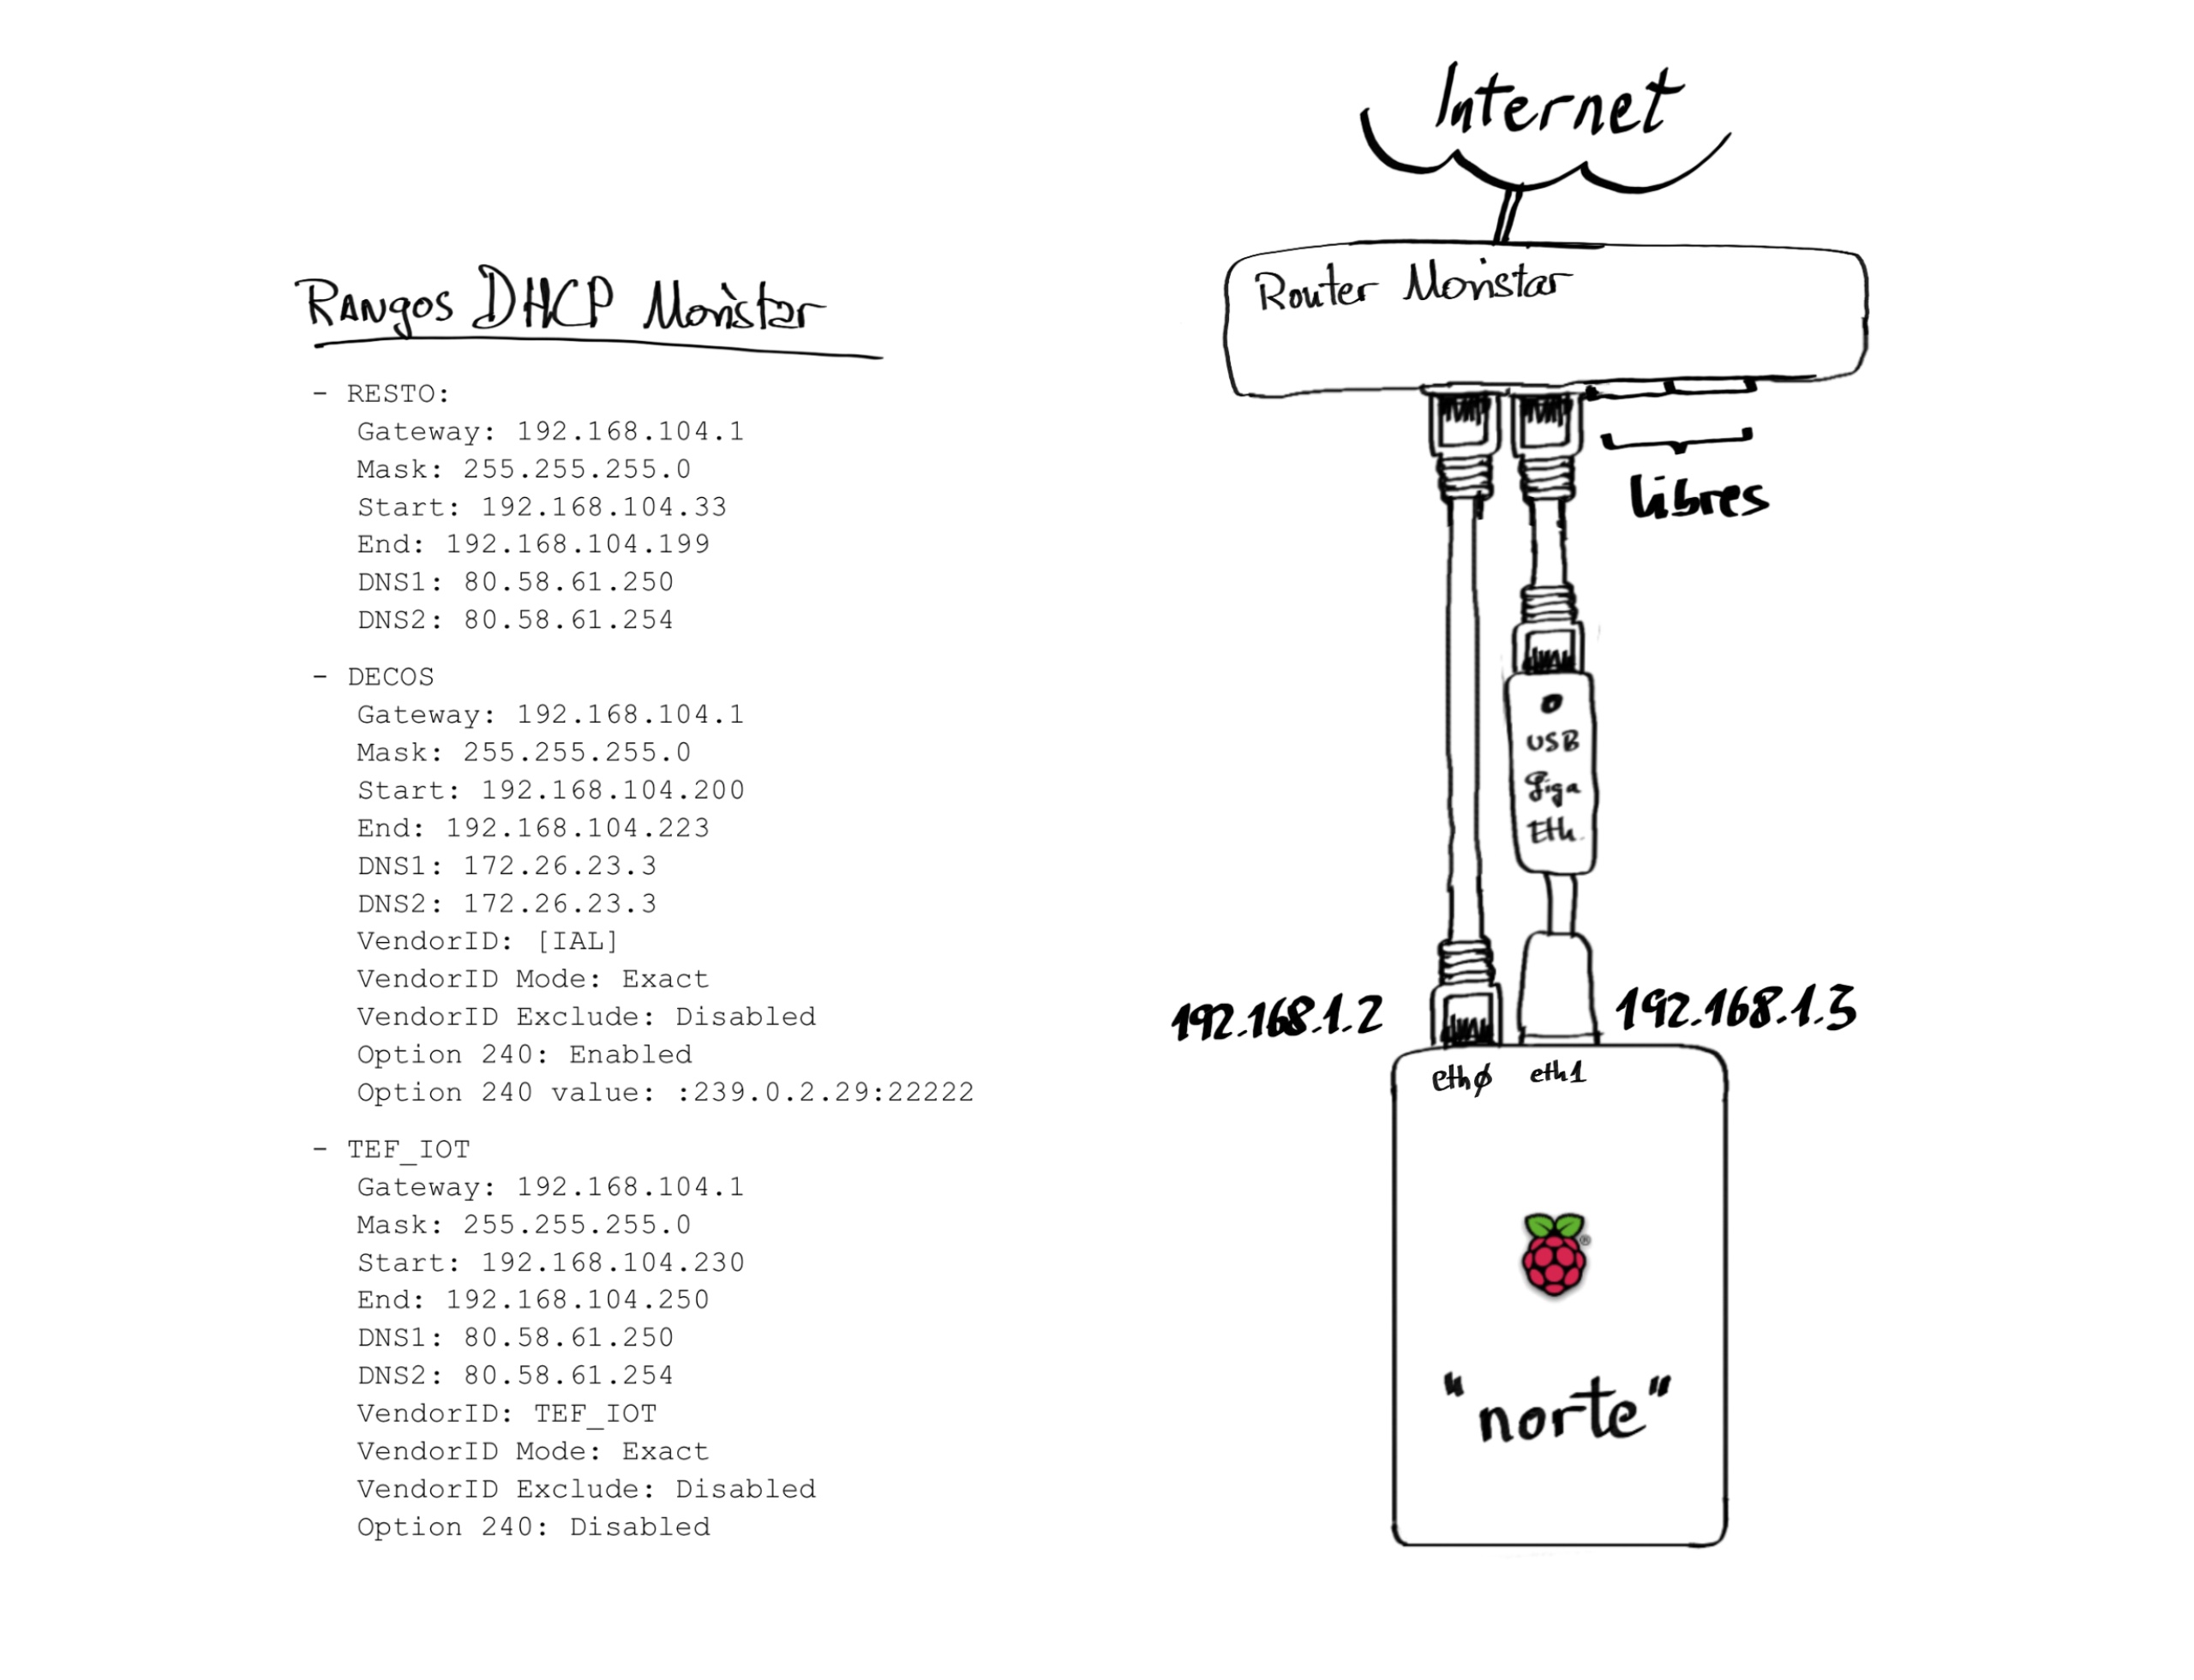 Rangos DHCP Movistar
- RESTO:
Gateway: 192.168.104.1
Mask: 255.255.255.0
Start: 192.168.104.33
End: 192.168.104.199
DNS1: 80.58.61.250
DNS2: 80.58.61.254
- DECOS
Gateway: 192.168.104.1
Mask: 255.255.255.0
Start: 192.168.104.200
End: 192.168.104.223
DNS1: 172.26.23.3
DNS2: 172.26.23.3
VendorID: [IAL]
VendorID Mode: Exact
VendorID Exclude: Disabled
Option 240: Enabled
Option 240 value: :239.0.2.29:22222
- TEF_IOT
Gateway: 192.168.104.1
Mask: 255.255.255.0
Start: 192.168.104.230
End: 192.168.104.250
DNS1: 80.58.61.250
DNS2: 80.58.61.254
VendorID: TEF_IOT
VendorID Mode: Exact
VendorID Exclude: Disabled
Option 240: Disabled
Internet
Router Movistar
libres
USB
Giga
Eth.
192.168.1.2
192.168.1.3
eth0
eth1
®
"norte"